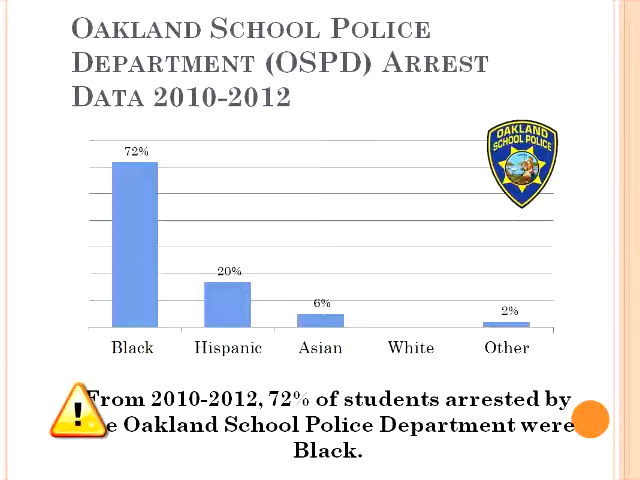 OAKLAND SCHOOL POLICE
DEPARTMENT (OSPD) ARREST
DATA 2010-2012
OAKLAND
SCHOOL POLICE
72%
20%
6%
2%
Black Hispanic Asian White Other
From 2010-2012, 72% of students arrested by
Oakland School Police Department were
Black.